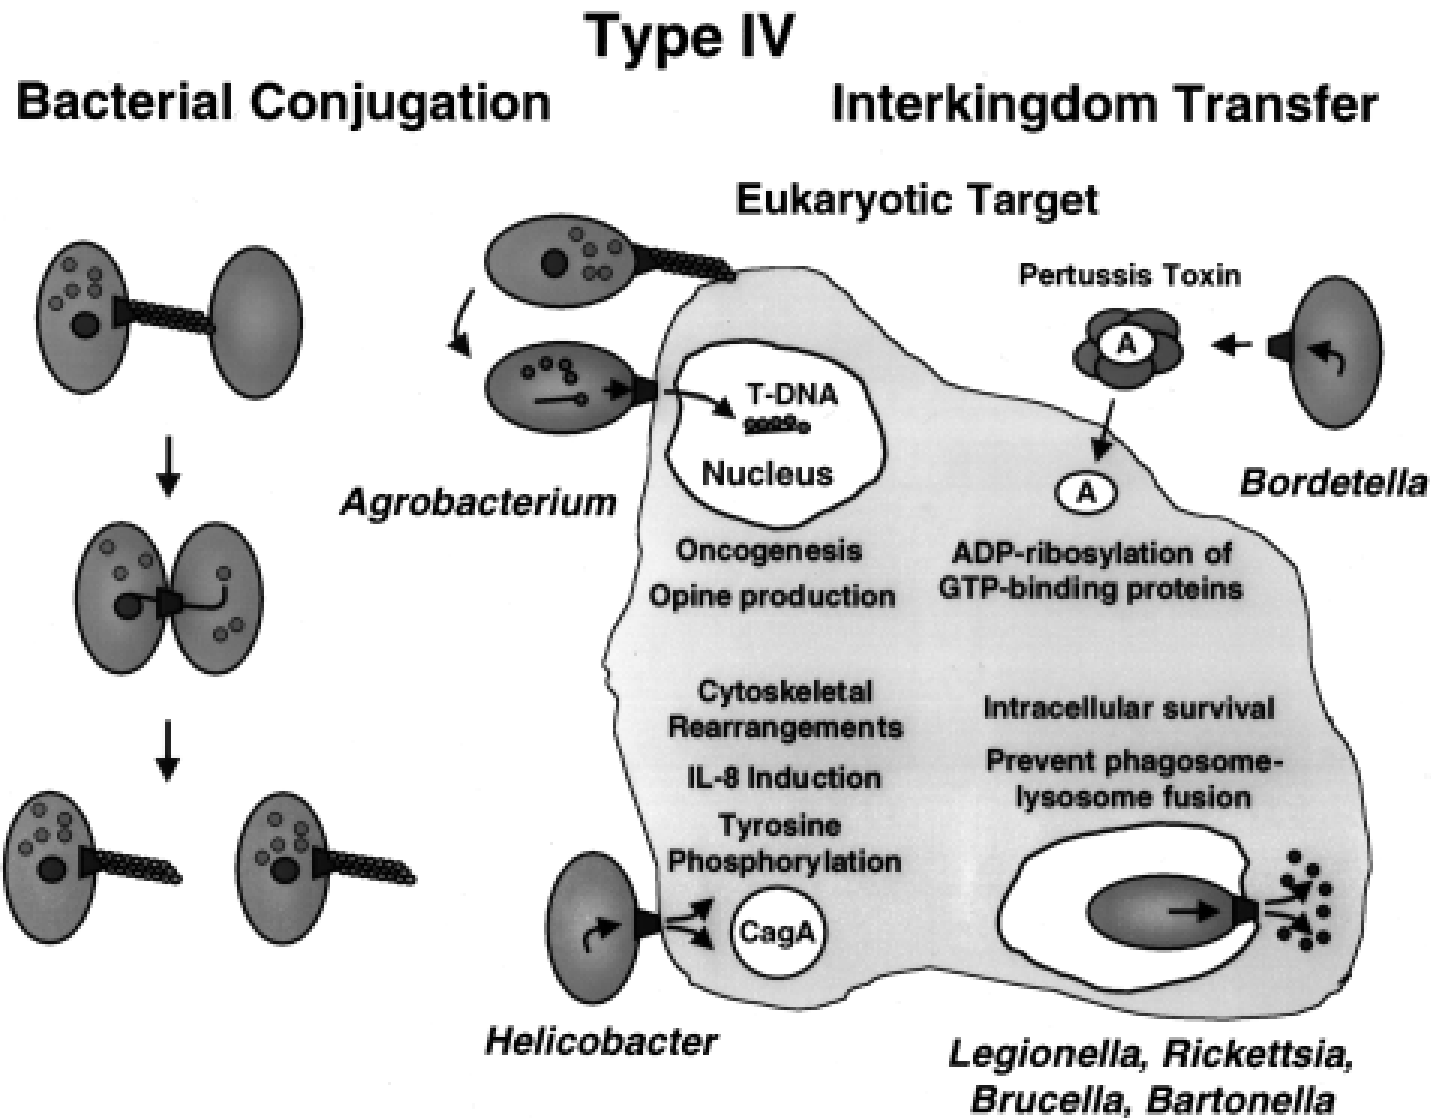 Type IV
Bacterial Conjugation
Interkingdom Transfer
Eukaryotic Target
Pertussis Toxin
A
T-DNA
Nucleus
A
Agrobacterium
Bordetella
Oncogenesis
Opine production
ADP-ribosylation of
GTP-binding proteins
Cytoskeletal
Rearrangements
IL-8 Induction
Tyrosine
Phosphorylation
Intracellular survival
Prevent phagosome-
lysosome fusion
CagA
Helicobacter
Legionella, Rickettsia,
Brucella, Bartonella